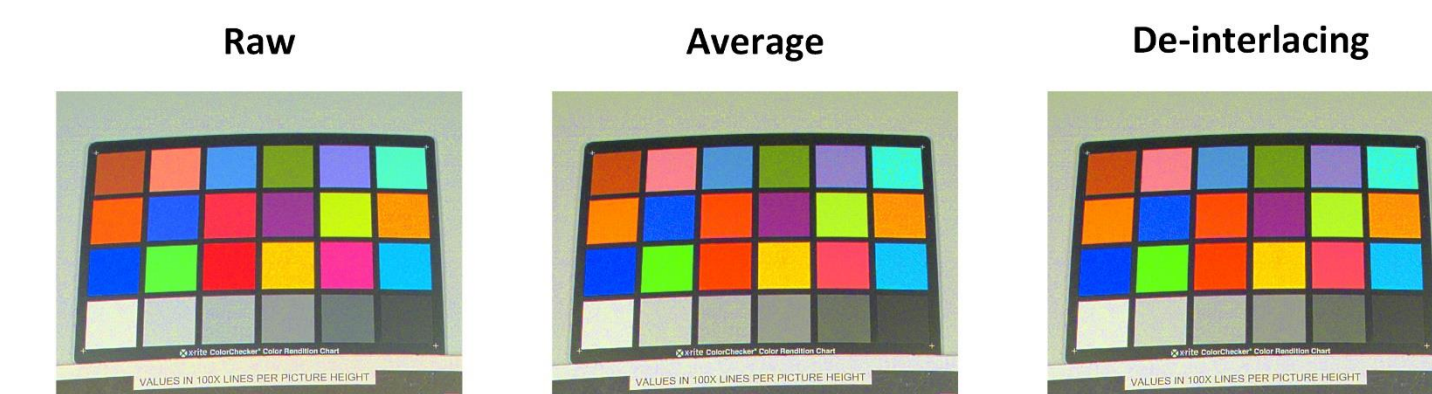 Raw
Average
De-interlacing
x-rite ColorChecker® Color Rendition Chart
VALUES IN 100X LINES PER PICTURE HEIGHT
x-rite ColorChecker® Color Rendition Chart
VALUES IN 100X LINES PER PICTURE HEIGHT
x-rite ColorChecker® Color Rendition Chart
VALUES IN 100X LINES PER PICTURE HEIGHT